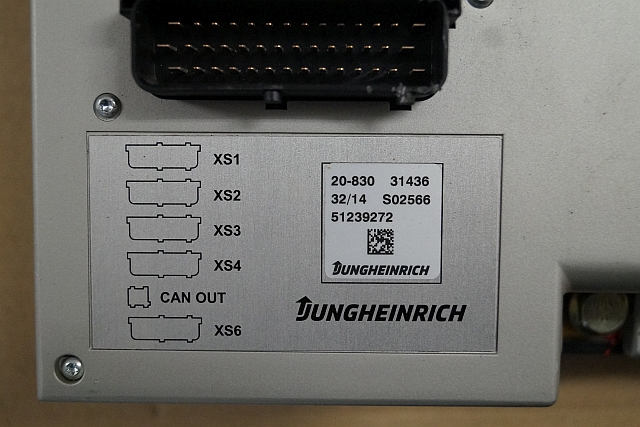 XS1
XS2
XS3
XS4
CAN OUT
XS6
20-830 31436
32/14 S02566
51239272
JUNGHEINRICH
JUNGHEINRICH